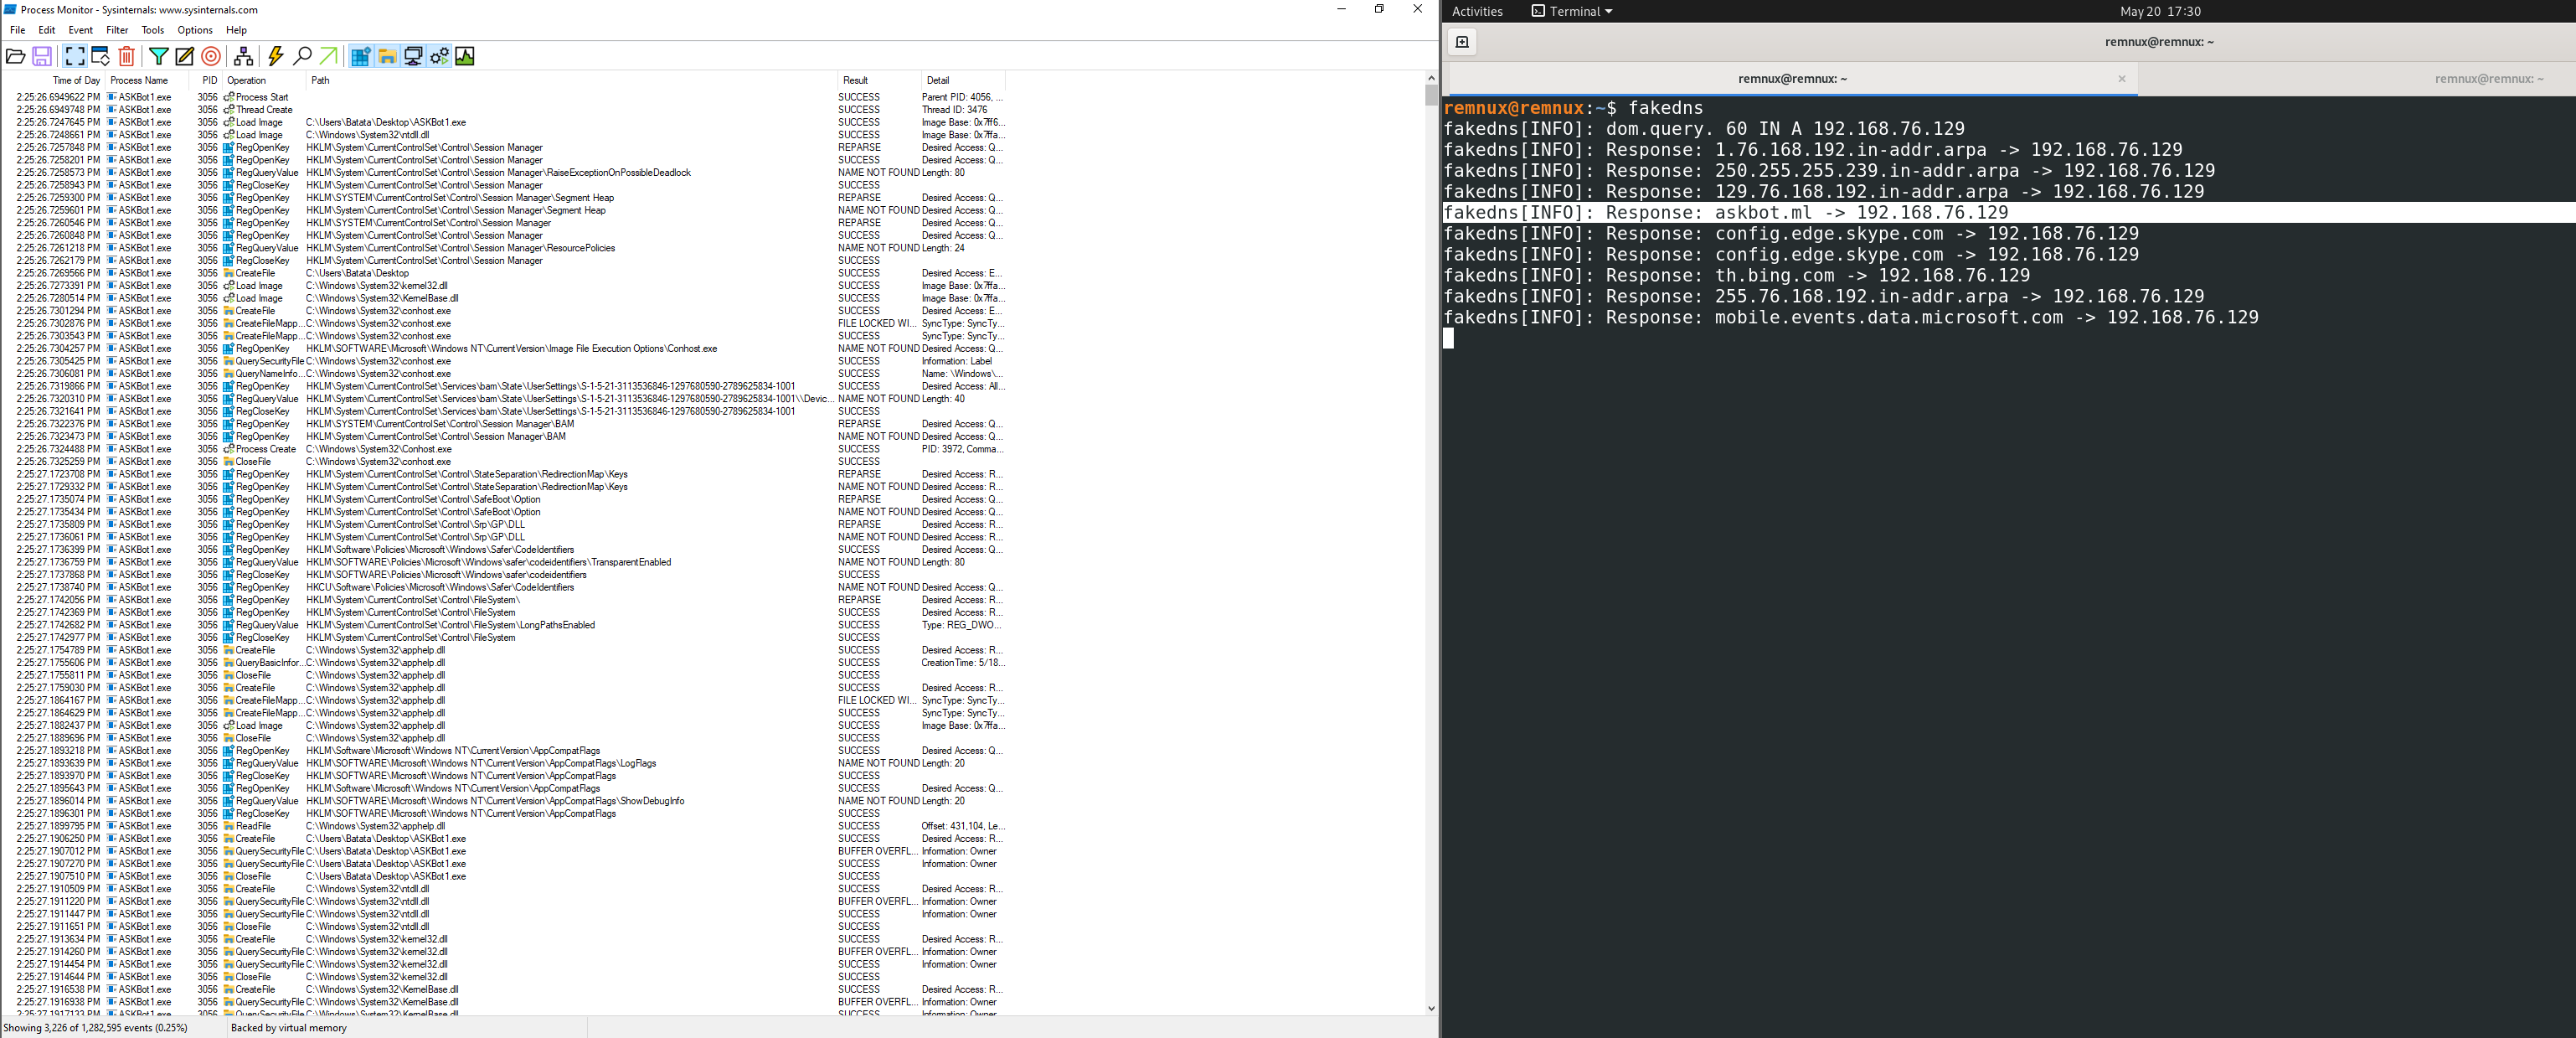 Process Monitor - Sysinternals: www.sysinternals.com
File Edit Event Filter Tools Options Help
Time of Day Process Name PID Operation Path Result Detail
2:25:26.6949622 PM ASKBot1.exe 3056 Process Start SUCCESS Parent PID: 4056, ...
2:25:26.6949748 PM ASKBot1.exe 3056 Thread Create SUCCESS Thread ID: 3476
2:25:26.7247645 PM ASKBot1.exe 3056 Load Image C:\Users\Batata\Desktop\ASKBot1.exe SUCCESS Image Base: 0x7ff6...
2:25:26.7248661 PM ASKBot1.exe 3056 Load Image C:\Windows\System32\ntdll.dll SUCCESS Image Base: 0x7ffa...
2:25:26.7257848 PM ASKBot1.exe 3056 RegOpenKey HKLM\System\CurrentControlSet\Control\Session Manager REPARSE Desired Access: Q...
2:25:26.7258201 PM ASKBot1.exe 3056 RegOpenKey HKLM\System\CurrentControlSet\Control\Session Manager SUCCESS Desired Access: Q...
2:25:26.7258573 PM ASKBot1.exe 3056 RegQueryValue HKLM\System\CurrentControlSet\Control\Session Manager\RaiseExceptionOnPossibleDeadlock NAME NOT FOUND Length: 80
2:25:26.7258943 PM ASKBot1.exe 3056 RegCloseKey HKLM\System\CurrentControlSet\Control\Session Manager SUCCESS
2:25:26.7259300 PM ASKBot1.exe 3056 RegOpenKey HKLM\SYSTEM\CurrentControlSet\Control\Session Manager\Segment Heap REPARSE Desired Access: Q...
2:25:26.7259601 PM ASKBot1.exe 3056 RegOpenKey HKLM\System\CurrentControlSet\Control\Session Manager\Segment Heap NAME NOT FOUND Desired Access: Q...
2:25:26.7260546 PM ASKBot1.exe 3056 RegOpenKey HKLM\SYSTEM\CurrentControlSet\Control\Session Manager REPARSE Desired Access: Q...
2:25:26.7260848 PM ASKBot1.exe 3056 RegOpenKey HKLM\System\CurrentControlSet\Control\Session Manager SUCCESS Desired Access: Q...
2:25:26.7261218 PM ASKBot1.exe 3056 RegQueryValue HKLM\System\CurrentControlSet\Control\Session Manager\ResourcePolicies NAME NOT FOUND Length: 24
2:25:26.7262179 PM ASKBot1.exe 3056 RegCloseKey HKLM\System\CurrentControlSet\Control\Session Manager SUCCESS
2:25:26.7269566 PM ASKBot1.exe 3056 CreateFile C:\Users\Batata\Desktop SUCCESS Desired Access: E...
2:25:26.7273391 PM ASKBot1.exe 3056 Load Image C:\Windows\System32\kernel32.dll SUCCESS Image Base: 0x7ffa...
2:25:26.7280514 PM ASKBot1.exe 3056 Load Image C:\Windows\System32\KernelBase.dll SUCCESS Image Base: 0x7ffa...
2:25:26.7301294 PM ASKBot1.exe 3056 CreateFile C:\Windows\System32\conhost.exe SUCCESS Desired Access: E...
2:25:26.7302876 PM ASKBot1.exe 3056 CreateFileMapp... C:\Windows\System32\conhost.exe FILE LOCKED WI... SyncType: SyncTy...
2:25:26.7303543 PM ASKBot1.exe 3056 CreateFileMapp... C:\Windows\System32\conhost.exe SUCCESS SyncType: SyncTy...
2:25:26.7304257 PM ASKBot1.exe 3056 RegOpenKey HKLM\SOFTWARE\Microsoft\Windows NT\CurrentVersion\Image File Execution Options\Conhost.exe NAME NOT FOUND Desired Access: Q...
2:25:26.7305425 PM ASKBot1.exe 3056 QuerySecurityFile C:\Windows\System32\conhost.exe SUCCESS Information: Label
2:25:26.7306081 PM ASKBot1.exe 3056 QueryNameInfo... C:\Windows\System32\conhost.exe SUCCESS Name: \Windows\...
2:25:26.7319866 PM ASKBot1.exe 3056 RegOpenKey HKLM\System\CurrentControlSet\Services\bam\State\UserSettings\S-1-5-21-3113536846-1297680590-2789625834-1001 SUCCESS Desired Access: All...
2:25:26.7320310 PM ASKBot1.exe 3056 RegQueryValue HKLM\System\CurrentControlSet\Services\bam\State\UserSettings\S-1-5-21-3113536846-1297680590-2789625834-1001\\Devic... NAME NOT FOUND Length: 40
2:25:26.7321641 PM ASKBot1.exe 3056 RegCloseKey HKLM\System\CurrentControlSet\Services\bam\State\UserSettings\S-1-5-21-3113536846-1297680590-2789625834-1001 SUCCESS
2:25:26.7322376 PM ASKBot1.exe 3056 RegOpenKey HKLM\SYSTEM\CurrentControlSet\Control\Session Manager\BAM REPARSE Desired Access: Q...
2:25:26.7323473 PM ASKBot1.exe 3056 RegOpenKey HKLM\System\CurrentControlSet\Control\Session Manager\BAM NAME NOT FOUND Desired Access: Q...
2:25:26.7324488 PM ASKBot1.exe 3056 Process Create C:\Windows\System32\Conhost.exe SUCCESS PID: 3972, Comma...
2:25:26.7325259 PM ASKBot1.exe 3056 CloseFile C:\Windows\System32\conhost.exe SUCCESS
2:25:27.1723708 PM ASKBot1.exe 3056 RegOpenKey HKLM\System\CurrentControlSet\Control\StateSeparation\RedirectionMap\Keys REPARSE Desired Access: R...
2:25:27.1729332 PM ASKBot1.exe 3056 RegOpenKey HKLM\System\CurrentControlSet\Control\StateSeparation\RedirectionMap\Keys NAME NOT FOUND Desired Access: R...
2:25:27.1735074 PM ASKBot1.exe 3056 RegOpenKey HKLM\System\CurrentControlSet\Control\SafeBoot\Option REPARSE Desired Access: Q...
2:25:27.1735434 PM ASKBot1.exe 3056 RegOpenKey HKLM\System\CurrentControlSet\Control\SafeBoot\Option NAME NOT FOUND Desired Access: Q...
2:25:27.1735809 PM ASKBot1.exe 3056 RegOpenKey HKLM\System\CurrentControlSet\Control\Srp\GP\DLL REPARSE Desired Access: R...
2:25:27.1736061 PM ASKBot1.exe 3056 RegOpenKey HKLM\System\CurrentControlSet\Control\Srp\GP\DLL NAME NOT FOUND Desired Access: R...
2:25:27.1736399 PM ASKBot1.exe 3056 RegOpenKey HKLM\Software\Policies\Microsoft\Windows\Safer\CodeIdentifiers SUCCESS Desired Access: Q...
2:25:27.1736759 PM ASKBot1.exe 3056 RegQueryValue HKLM\SOFTWARE\Policies\Microsoft\Windows\safer\codeidentifiers\TransparentEnabled NAME NOT FOUND Length: 80
2:25:27.1737868 PM ASKBot1.exe 3056 RegCloseKey HKLM\SOFTWARE\Policies\Microsoft\Windows\safer\codeidentifiers SUCCESS
2:25:27.1738740 PM ASKBot1.exe 3056 RegOpenKey HKCU\Software\Policies\Microsoft\Windows\Safer\CodeIdentifiers NAME NOT FOUND Desired Access: Q...
2:25:27.1742056 PM ASKBot1.exe 3056 RegOpenKey HKLM\System\CurrentControlSet\Control\FileSystem\ REPARSE Desired Access: R...
2:25:27.1742369 PM ASKBot1.exe 3056 RegOpenKey HKLM\System\CurrentControlSet\Control\FileSystem SUCCESS Desired Access: R...
2:25:27.1742682 PM ASKBot1.exe 3056 RegQueryValue HKLM\System\CurrentControlSet\Control\FileSystem\LongPathsEnabled SUCCESS Type: REG_DWO...
2:25:27.1742977 PM ASKBot1.exe 3056 RegCloseKey HKLM\System\CurrentControlSet\Control\FileSystem SUCCESS
2:25:27.1754789 PM ASKBot1.exe 3056 CreateFile C:\Windows\System32\apphelp.dll SUCCESS Desired Access: R...
2:25:27.1755606 PM ASKBot1.exe 3056 QueryBasicInfor... C:\Windows\System32\apphelp.dll SUCCESS CreationTime: 5/18...
2:25:27.1755811 PM ASKBot1.exe 3056 CloseFile C:\Windows\System32\apphelp.dll SUCCESS
2:25:27.1759030 PM ASKBot1.exe 3056 CreateFile C:\Windows\System32\apphelp.dll SUCCESS Desired Access: R...
2:25:27.1864167 PM ASKBot1.exe 3056 CreateFileMapp... C:\Windows\System32\apphelp.dll FILE LOCKED WI... SyncType: SyncTy...
2:25:27.1864629 PM ASKBot1.exe 3056 CreateFileMapp... C:\Windows\System32\apphelp.dll SUCCESS SyncType: SyncTy...
2:25:27.1882437 PM ASKBot1.exe 3056 Load Image C:\Windows\System32\apphelp.dll SUCCESS Image Base: 0x7ffa...
2:25:27.1889696 PM ASKBot1.exe 3056 CloseFile C:\Windows\System32\apphelp.dll SUCCESS
2:25:27.1893218 PM ASKBot1.exe 3056 RegOpenKey HKLM\Software\Microsoft\Windows NT\CurrentVersion\AppCompatFlags SUCCESS Desired Access: Q...
2:25:27.1893639 PM ASKBot1.exe 3056 RegQueryValue HKLM\SOFTWARE\Microsoft\Windows NT\CurrentVersion\AppCompatFlags\LogFlags NAME NOT FOUND Length: 20
2:25:27.1893970 PM ASKBot1.exe 3056 RegCloseKey HKLM\SOFTWARE\Microsoft\Windows NT\CurrentVersion\AppCompatFlags SUCCESS
2:25:27.1895643 PM ASKBot1.exe 3056 RegOpenKey HKLM\Software\Microsoft\Windows NT\CurrentVersion\AppCompatFlags SUCCESS Desired Access: Q...
2:25:27.1896014 PM ASKBot1.exe 3056 RegQueryValue HKLM\SOFTWARE\Microsoft\Windows NT\CurrentVersion\AppCompatFlags\ShowDebugInfo NAME NOT FOUND Length: 20
2:25:27.1896301 PM ASKBot1.exe 3056 RegCloseKey HKLM\SOFTWARE\Microsoft\Windows NT\CurrentVersion\AppCompatFlags SUCCESS
2:25:27.1899795 PM ASKBot1.exe 3056 ReadFile C:\Windows\System32\apphelp.dll SUCCESS Offset: 431,104, Le...
2:25:27.1906250 PM ASKBot1.exe 3056 CreateFile C:\Users\Batata\Desktop\ASKBot1.exe SUCCESS Desired Access: R...
2:25:27.1907012 PM ASKBot1.exe 3056 QuerySecurityFile C:\Users\Batata\Desktop\ASKBot1.exe BUFFER OVERFL... Information: Owner
2:25:27.1907270 PM ASKBot1.exe 3056 QuerySecurityFile C:\Users\Batata\Desktop\ASKBot1.exe SUCCESS Information: Owner
2:25:27.1907510 PM ASKBot1.exe 3056 CloseFile C:\Users\Batata\Desktop\ASKBot1.exe SUCCESS
2:25:27.1910509 PM ASKBot1.exe 3056 CreateFile C:\Windows\System32\ntdll.dll SUCCESS Desired Access: R...
2:25:27.1911220 PM ASKBot1.exe 3056 QuerySecurityFile C:\Windows\System32\ntdll.dll BUFFER OVERFL... Information: Owner
2:25:27.1911447 PM ASKBot1.exe 3056 QuerySecurityFile C:\Windows\System32\ntdll.dll SUCCESS Information: Owner
2:25:27.1911651 PM ASKBot1.exe 3056 CloseFile C:\Windows\System32\ntdll.dll SUCCESS
2:25:27.1913634 PM ASKBot1.exe 3056 CreateFile C:\Windows\System32\kernel32.dll SUCCESS Desired Access: R...
2:25:27.1914260 PM ASKBot1.exe 3056 QuerySecurityFile C:\Windows\System32\kernel32.dll BUFFER OVERFL... Information: Owner
2:25:27.1914454 PM ASKBot1.exe 3056 QuerySecurityFile C:\Windows\System32\kernel32.dll SUCCESS Information: Owner
2:25:27.1914644 PM ASKBot1.exe 3056 CloseFile C:\Windows\System32\kernel32.dll SUCCESS
2:25:27.1916538 PM ASKBot1.exe 3056 CreateFile C:\Windows\System32\KernelBase.dll SUCCESS Desired Access: R...
2:25:27.1916938 PM ASKBot1.exe 3056 QuerySecurityFile C:\Windows\System32\KernelBase.dll BUFFER OVERFL... Information: Owner
2:25:27.1917133 PM ASKBot1.exe 3056 QuerySecurityFile C:\Windows\System32\KernelBase.dll SUCCESS Information: Owner
Showing 3,226 of 1,282,595 events (0.25%) Backed by virtual memory
Activities Terminal May 20 17:30
remnux@remnux: ~
remnux@remnux: ~ × remnux@remnux: ~
remnux@remnux:~$ fakedns
fakedns[INFO]: dom.query. 60 IN A 192.168.76.129
fakedns[INFO]: Response: 1.76.168.192.in-addr.arpa -> 192.168.76.129
fakedns[INFO]: Response: 250.255.255.239.in-addr.arpa -> 192.168.76.129
fakedns[INFO]: Response: 129.76.168.192.in-addr.arpa -> 192.168.76.129
fakedns[INFO]: Response: askbot.ml -> 192.168.76.129
fakedns[INFO]: Response: config.edge.skype.com -> 192.168.76.129
fakedns[INFO]: Response: config.edge.skype.com -> 192.168.76.129
fakedns[INFO]: Response: th.bing.com -> 192.168.76.129
fakedns[INFO]: Response: 255.76.168.192.in-addr.arpa -> 192.168.76.129
fakedns[INFO]: Response: mobile.events.data.microsoft.com -> 192.168.76.129